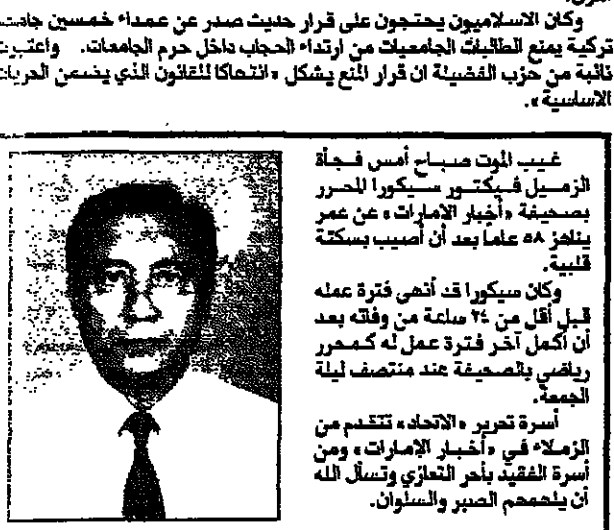 وكان الاسلاميون يحتجون على قرار حديث صدر عن عمداء خمسين جامعة
تركية يمنع الطالبات الجامعيات من ارتداء الحجاب داخل حرم الجامعات. واعتبرت
نائبة من حزب الفضيلة ان قرار المنع يشكل «انتهاكا للقانون الذي يضمن الحريات
الاساسية».
غيب الموت صباح أمس فجأة
الزميل فيكتور سيكورا المحرر
بصحيفة «أخبار الامارات» عن عمر
يناهز ٥٨ عاما بعد أن أصيب بسكتة
قلبية.
وكان سيكورا قد أنهى فترة عمله
قبل أقل من ٢٤ ساعة من وفاته بعد
أن أكمل آخر فترة عمل له كمحرر
رياضي بالصحيفة عند منتصف ليلة
الجمعة.
أسرة تحرير «الاتحاد» تتقدم من
الزملاء في «أخبار الإمارات» ومن
أسرة الفقيد بأحر التعازي وتسأل الله
أن يلهمهم الصبر والسلوان.